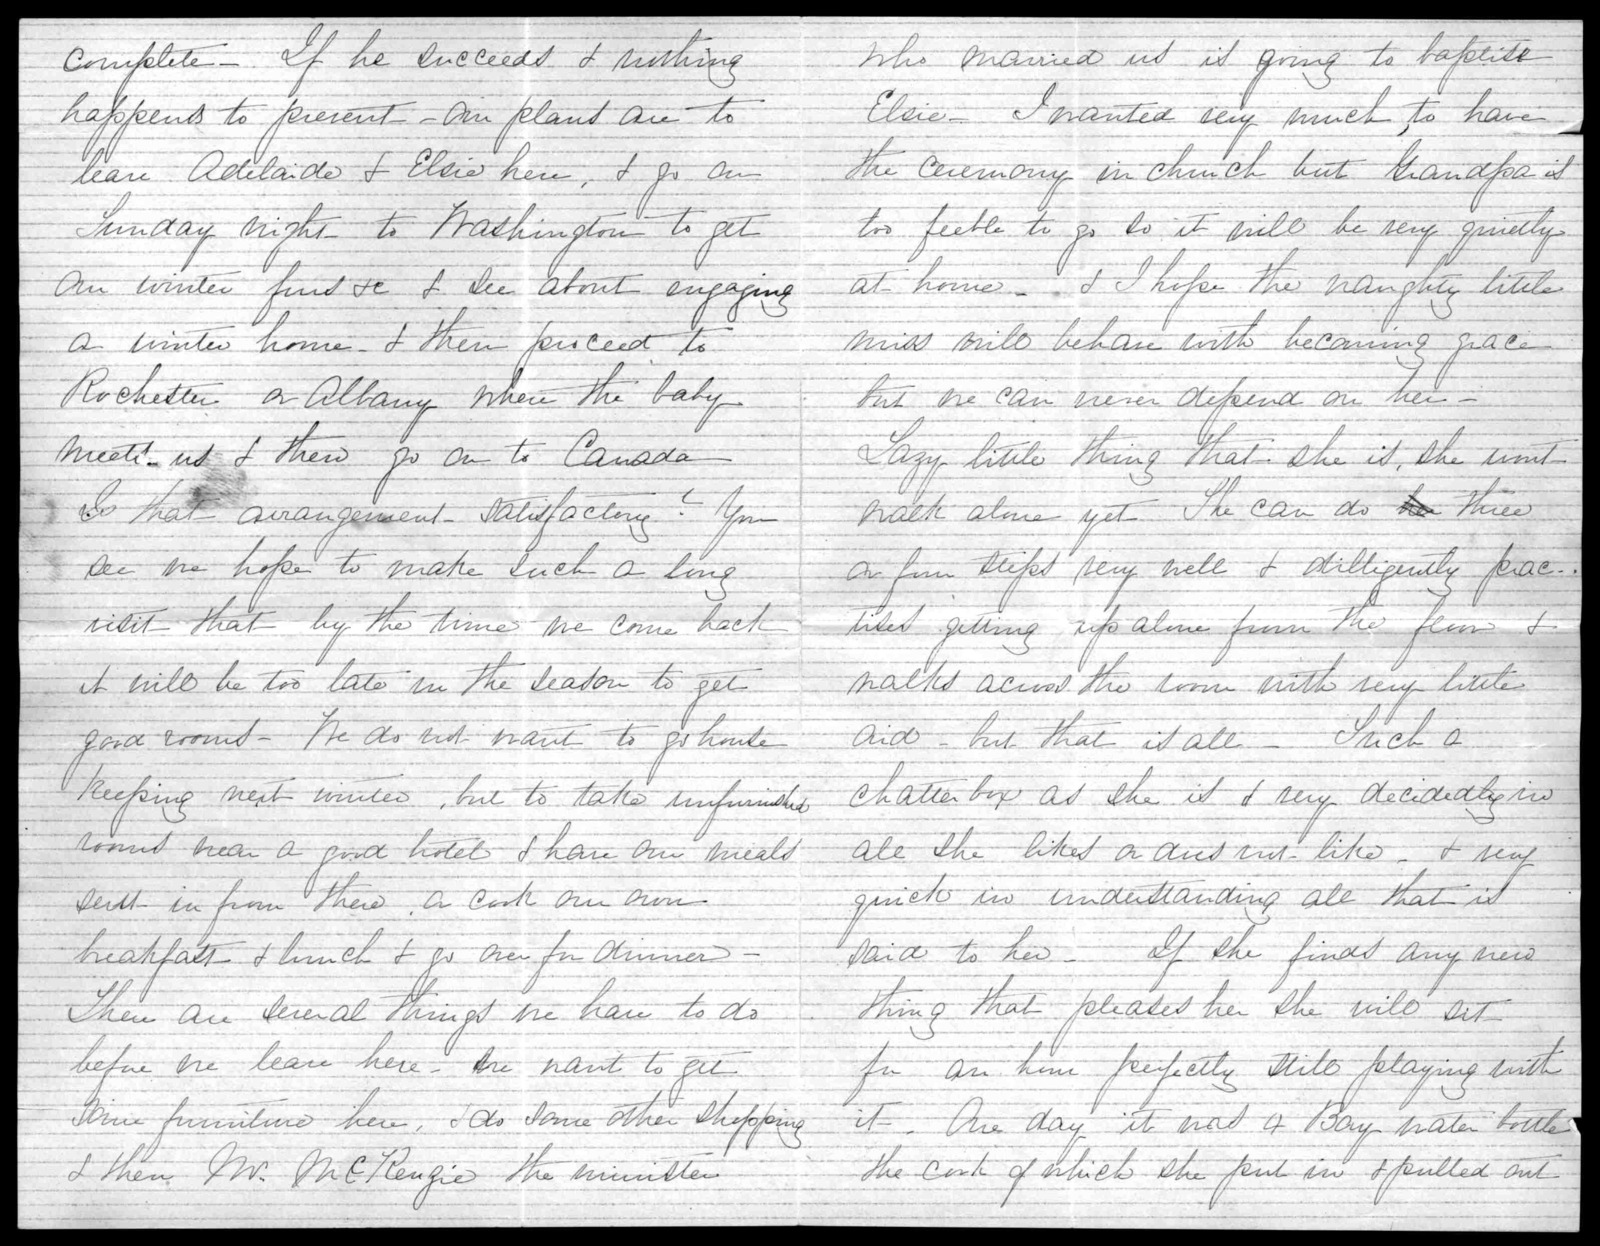 complete - If he succeeds & nothing
happens to prevent - our plans are to
leave Adelaide & Elsie here, & go on
Sunday night to Washington to get
our winter furs &c & see about engaging
a winter home - & then proceed to
Rochester or Albany where the baby
meets us & then go on to Canada
Is that arrangement satisfactory? You
see we hope to make such a long
visit that by the time we come back
it will be too late in the season to get
good rooms - We do not want to go house
keeping next winter, but to take unfurnished
rooms near a good hotel & have our meals
sent in from there, or cook our own
breakfast & lunch & go over for dinner -
There are several things we have to do
before we leave here - we want to get
some furniture here, & do some other shopping
& then Mr. McKenzie the minister
who married us is going to baptise
Elsie - I wanted very much to have
the ceremony in church but Grandpa is
too feeble to go so it will be very quietly
at home - & I hope the naughty little
miss will behave with becoming grace
but we can never depend on her -
Lazy little thing that she is, she wont
walk alone yet She can do three
or four steps very well & dilligently prac-
tises getting up alone from the floor &
walks across the room with very little
aid - but that is all - Such a
chatterbox as she is & very decidedly in
all she likes or does not like - & very
quick in understanding all that is
said to her - If she finds any new
thing that pleases her she will sit
for an hour perfectly still playing with
it. One day it was a Bay water bottle
the cork of which she put in & pulled out